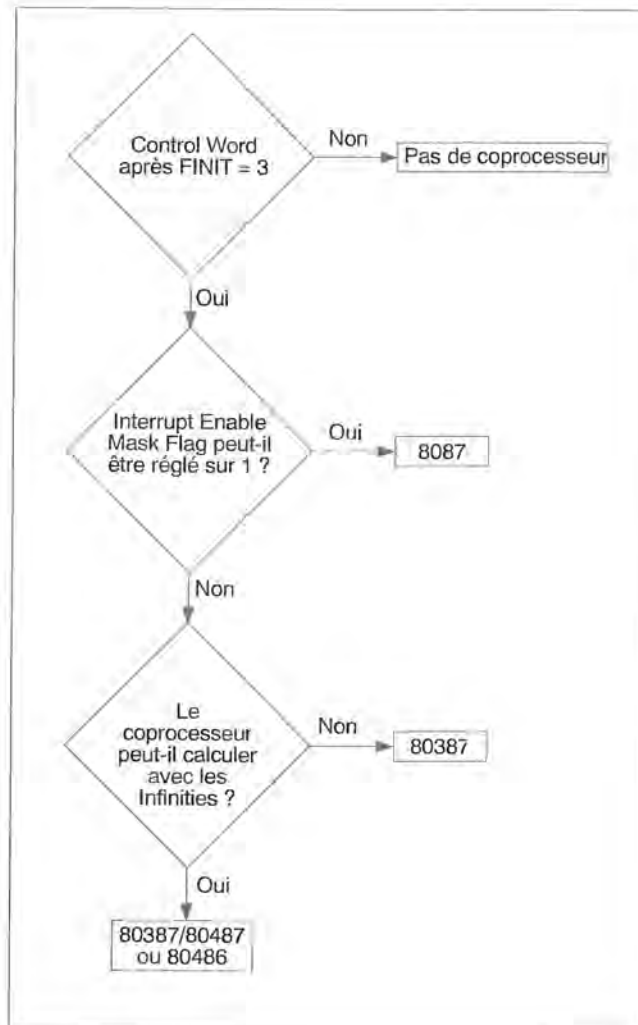 Control Word
après FINIT = 3
Non
Pas de coprocesseur
Oui
Interrupt Enable
Mask Flag peut-il
être réglé sur 1 ?
Oui
8087
Non
Le
coprocesseur
peut-il calculer
avec les
Infinities ?
Non
80387
Oui
80387/80487
ou 80486